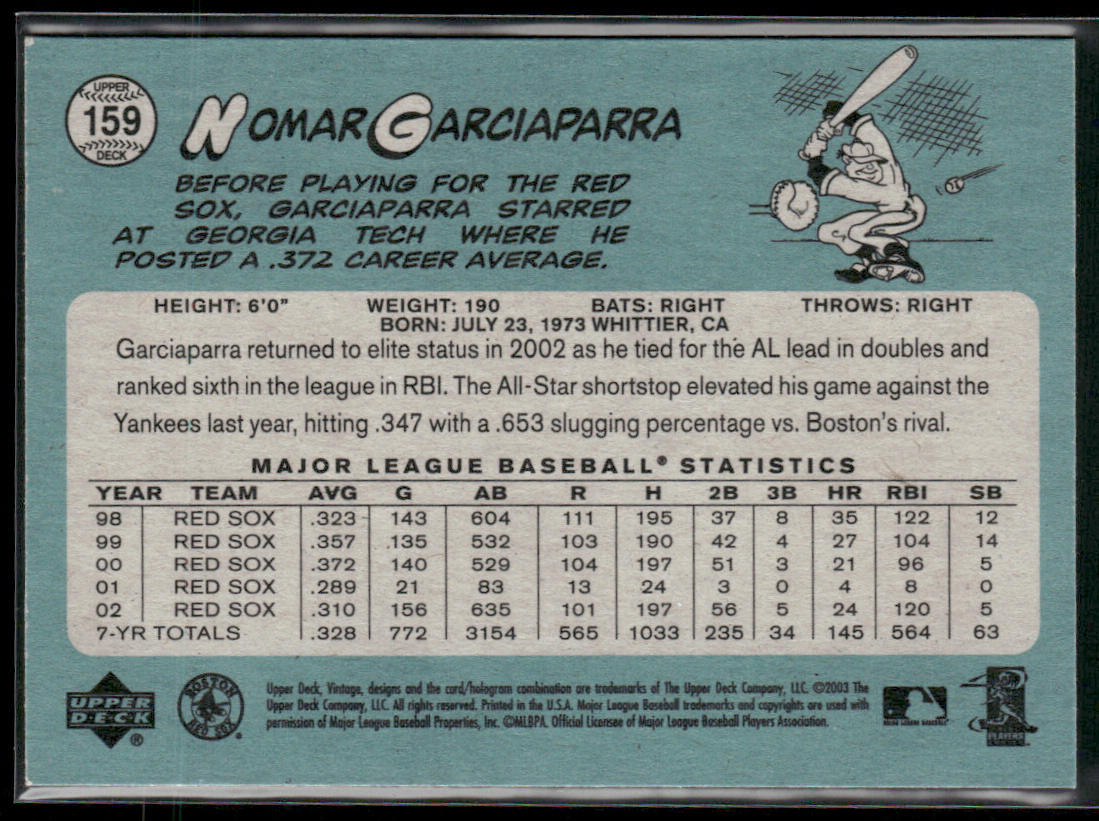 UPPER
159
DECK
NOMAR GARCIAPARRA
BEFORE PLAYING FOR THE RED
SOX, GARCIAPARRA STARRED
AT GEORGIA TECH WHERE HE
POSTED A .372 CAREER AVERAGE.
HEIGHT: 6'0" WEIGHT: 190 BATS: RIGHT THROWS: RIGHT
BORN: JULY 23, 1973 WHITTIER, CA
Garciaparra returned to elite status in 2002 as he tied for the AL lead in doubles and
ranked sixth in the league in RBI. The All-Star shortstop elevated his game against the
Yankees last year, hitting .347 with a .653 slugging percentage vs. Boston's rival.
MAJOR LEAGUE BASEBALL® STATISTICS
YEAR TEAM AVG G AB R H 2B 3B HR RBI SB
98 RED SOX .323 143 604 111 195 37 8 35 122 12
99 RED SOX .357 135 532 103 190 42 4 27 104 14
00 RED SOX .372 140 529 104 197 51 3 21 96 5
01 RED SOX .289 21 83 13 24 3 0 4 8 0
02 RED SOX .310 156 635 101 197 56 5 24 120 5
7-YR TOTALS .328 772 3154 565 1033 235 34 145 564 63
UPPER
DECK
®
BOSTON
RED SOX
®
Upper Deck, Vintage, designs and the card/hologram combination are trademarks of The Upper Deck Company, LLC. ©2003 The
Upper Deck Company, LLC. All rights reserved. Printed in the U.S.A. Major League Baseball trademarks and copyrights are used with
permission of Major League Baseball Properties, Inc. ©MLBPA. Official Licensee of Major League Baseball Players Association.
MAJOR LEAGUE BASEBALL
PLAYERS